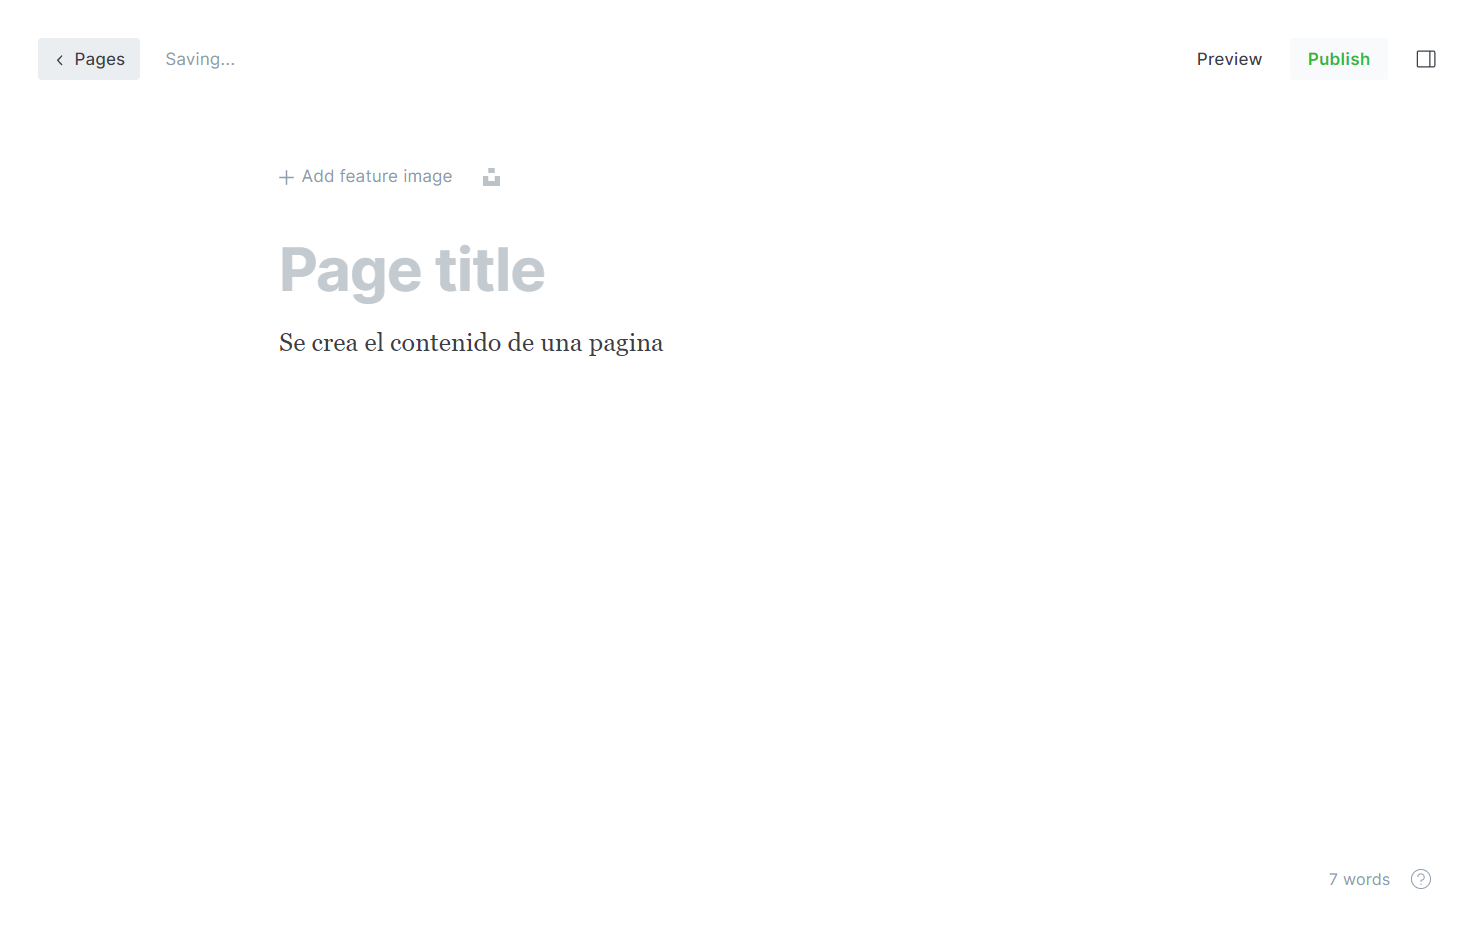 Pages
Saving...
Preview
Publish
Add feature image
Page title
Se crea el contenido de una pagina
7 words
?